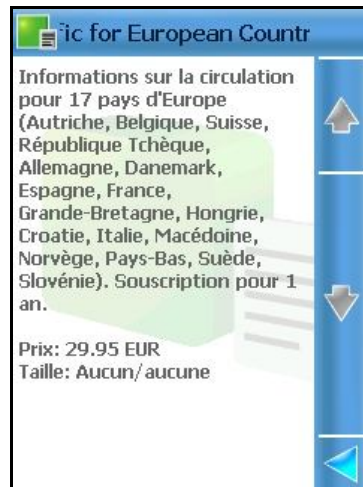 ic for European Countr
Informations sur la circulation
pour 17 pays d'Europe
(Autriche, Belgique, Suisse,
République Tchèque,
Allemagne, Danemark,
Espagne, France,
Grande-Bretagne, Hongrie,
Croatie, Italie, Macédoine,
Norvège, Pays-Bas, Suède,
Slovénie). Souscription pour 1
an.
Prix: 29.95 EUR
Taille: Aucun/aucune